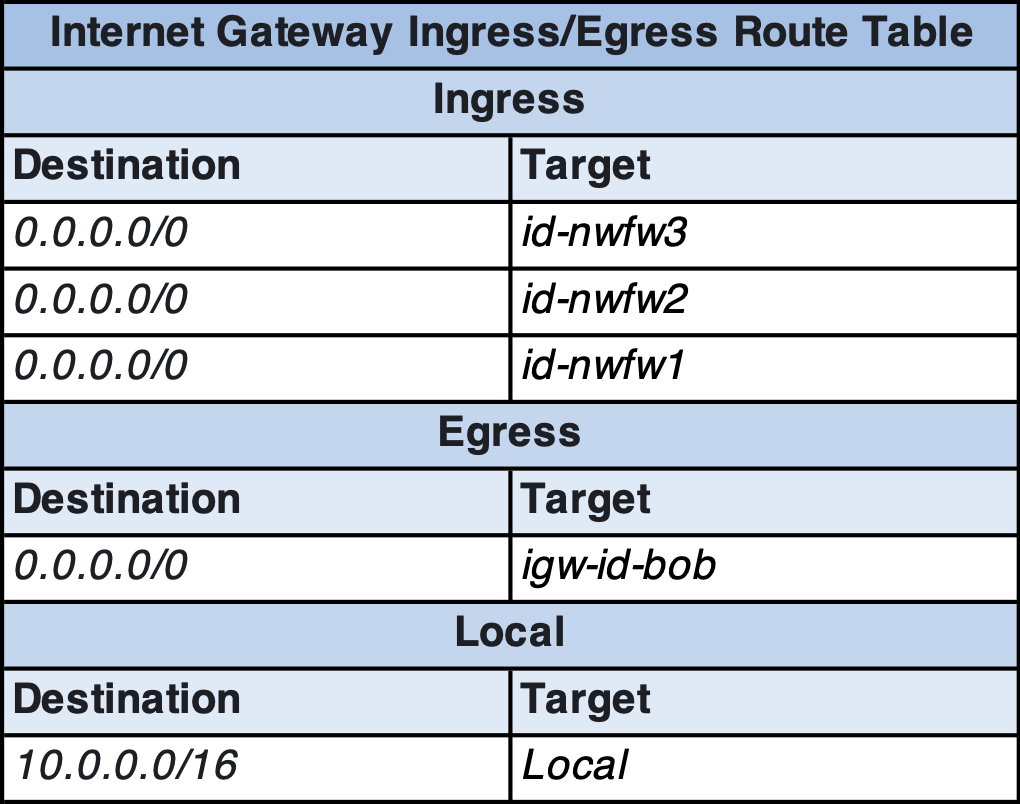 Internet Gateway Ingress/Egress Route Table
Ingress
Destination Target
0.0.0.0/0 id-nwfw3
0.0.0.0/0 id-nwfw2
0.0.0.0/0 id-nwfw1
Egress
Destination Target
0.0.0.0/0 igw-id-bob
Local
Destination Target
10.0.0.0/16 Local